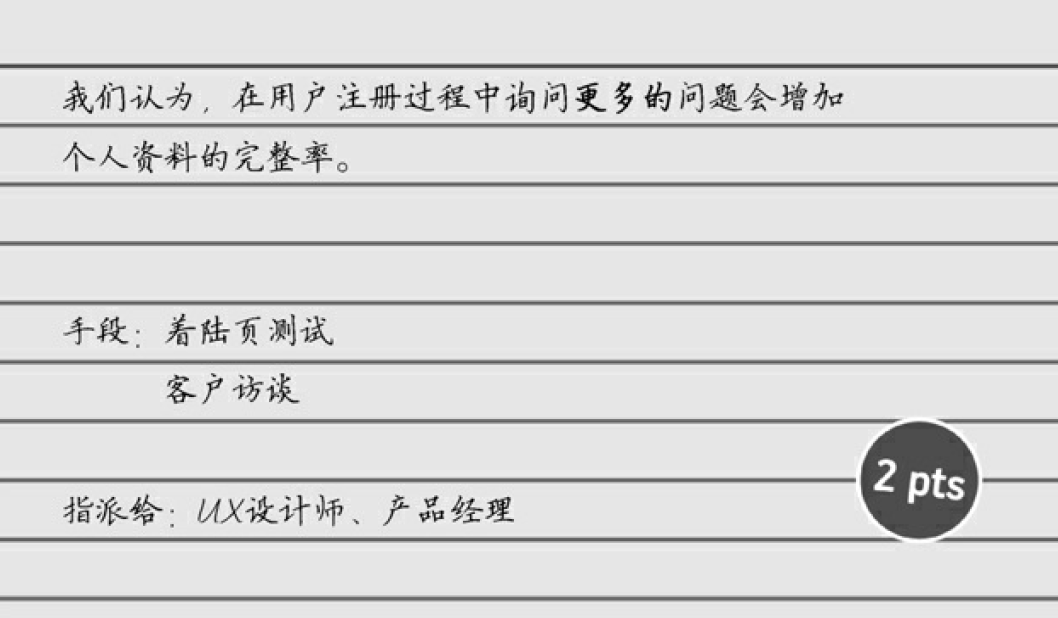 我们认为，在用户注册过程中询问更多的问题会增加
个人资料的完整率。
手段：着陆页测试
客户访谈
指派给：UX设计师、产品经理
2 pts